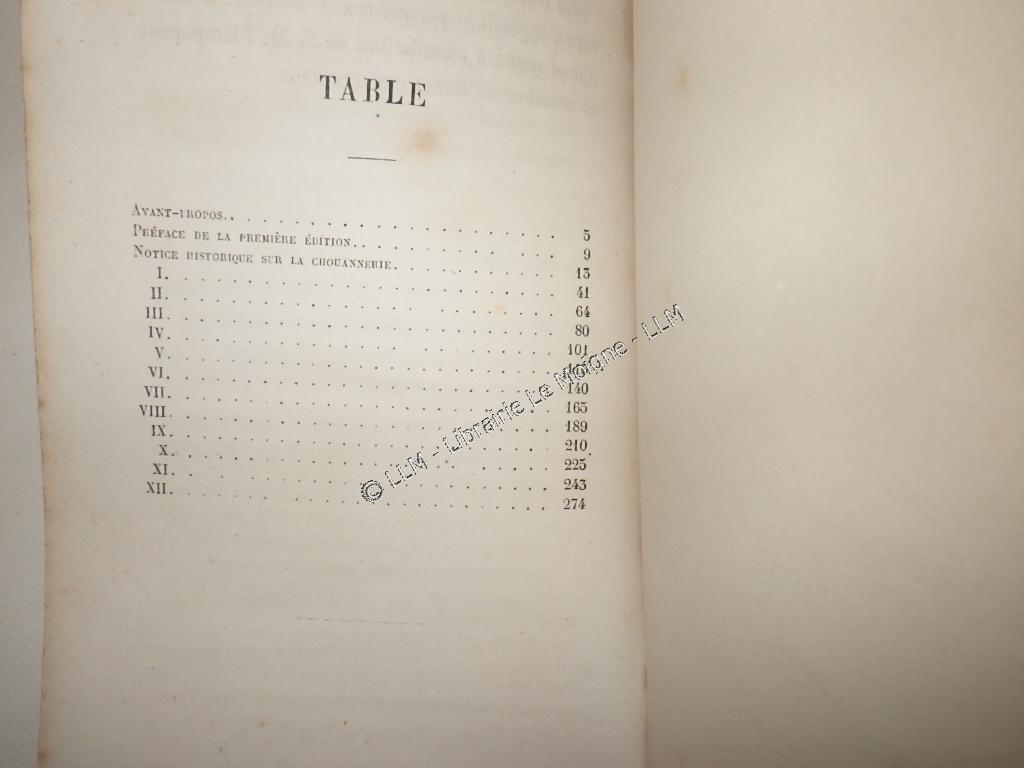 TABLE
AVANT-PROPOS. . . . . . . . . . . . . . . . . 5
PRÉFACE DE LA PREMIÈRE ÉDITION. . . . . . . . . . 9
NOTICE HISTORIQUE SUR LA CHOUANNERIE. . . . . . . . 13
I. . . . . . . . . . . . . . . . . . . . 41
II. . . . . . . . . . . . . . . . . . . . 64
III. . . . . . . . . . . . . . . . . . . . 80
IV. . . . . . . . . . . . . . . . . . . . 101
V. . . . . . . . . . . . . . . . . . . .
VI. . . . . . . . . . . . . . . . . . . . 140
VII. . . . . . . . . . . . . . . . . . . . 165
VIII. . . . . . . . . . . . . . . . . . . . 189
IX. . . . . . . . . . . . . . . . . . . . 210
X. . . . . . . . . . . . . . . . . . . . 225
XI. . . . . . . . . . . . . . . . . . . . 243
XII. . . . . . . . . . . . . . . . . . . . 274
© LLM - Librairie Le Moigne - LLM